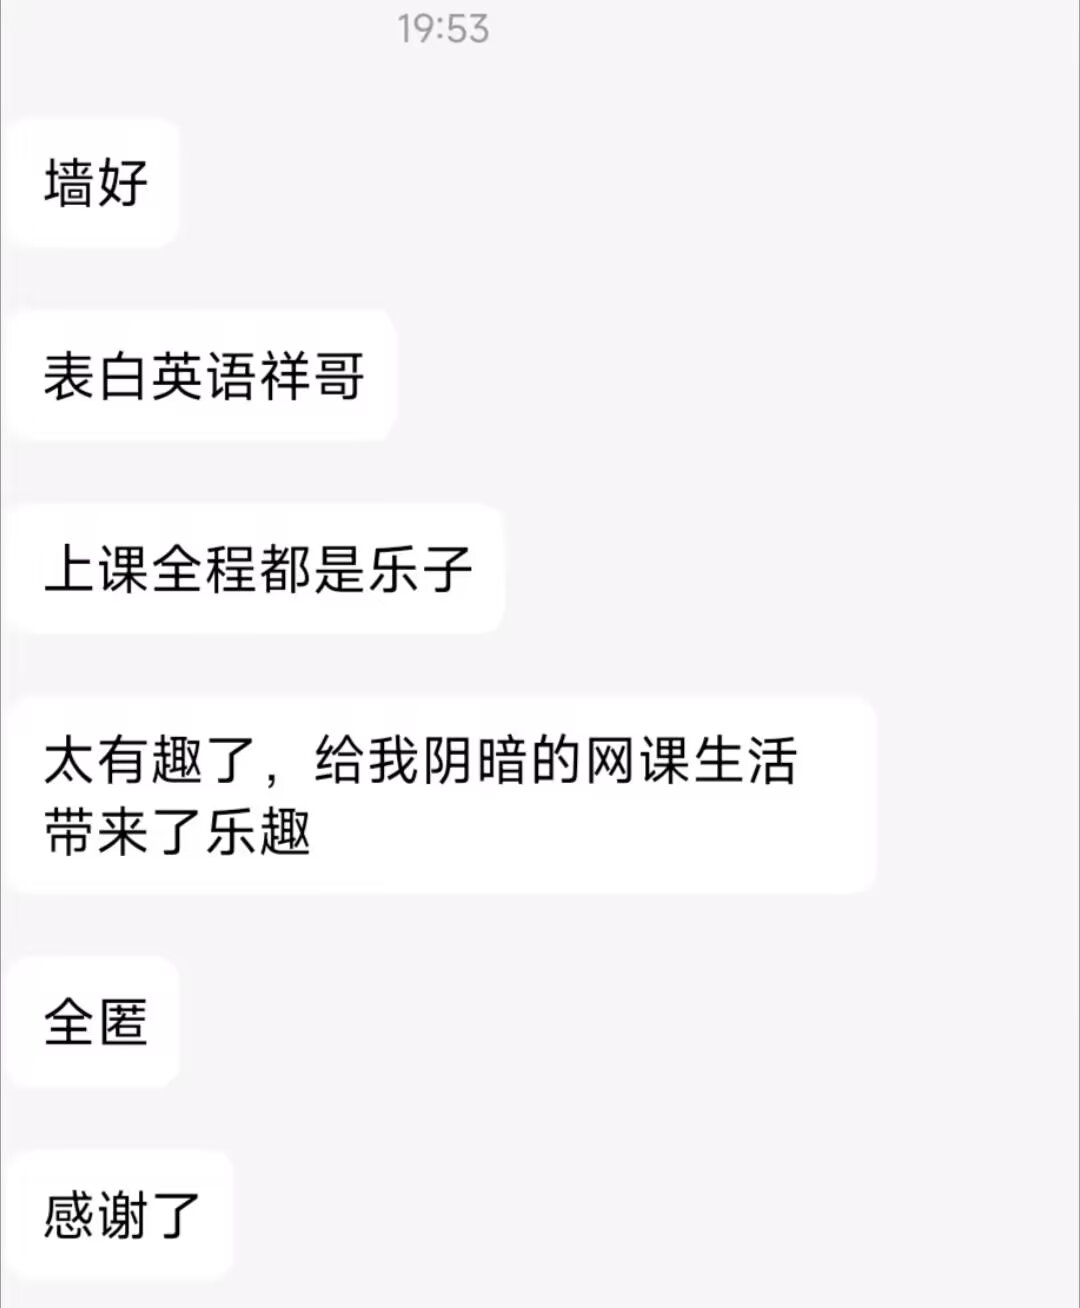 19:53
墙好
表白英语祥哥
上课全程都是乐子
太有趣了，给我阴暗的网课生活
带来了乐趣
全匿
感谢了